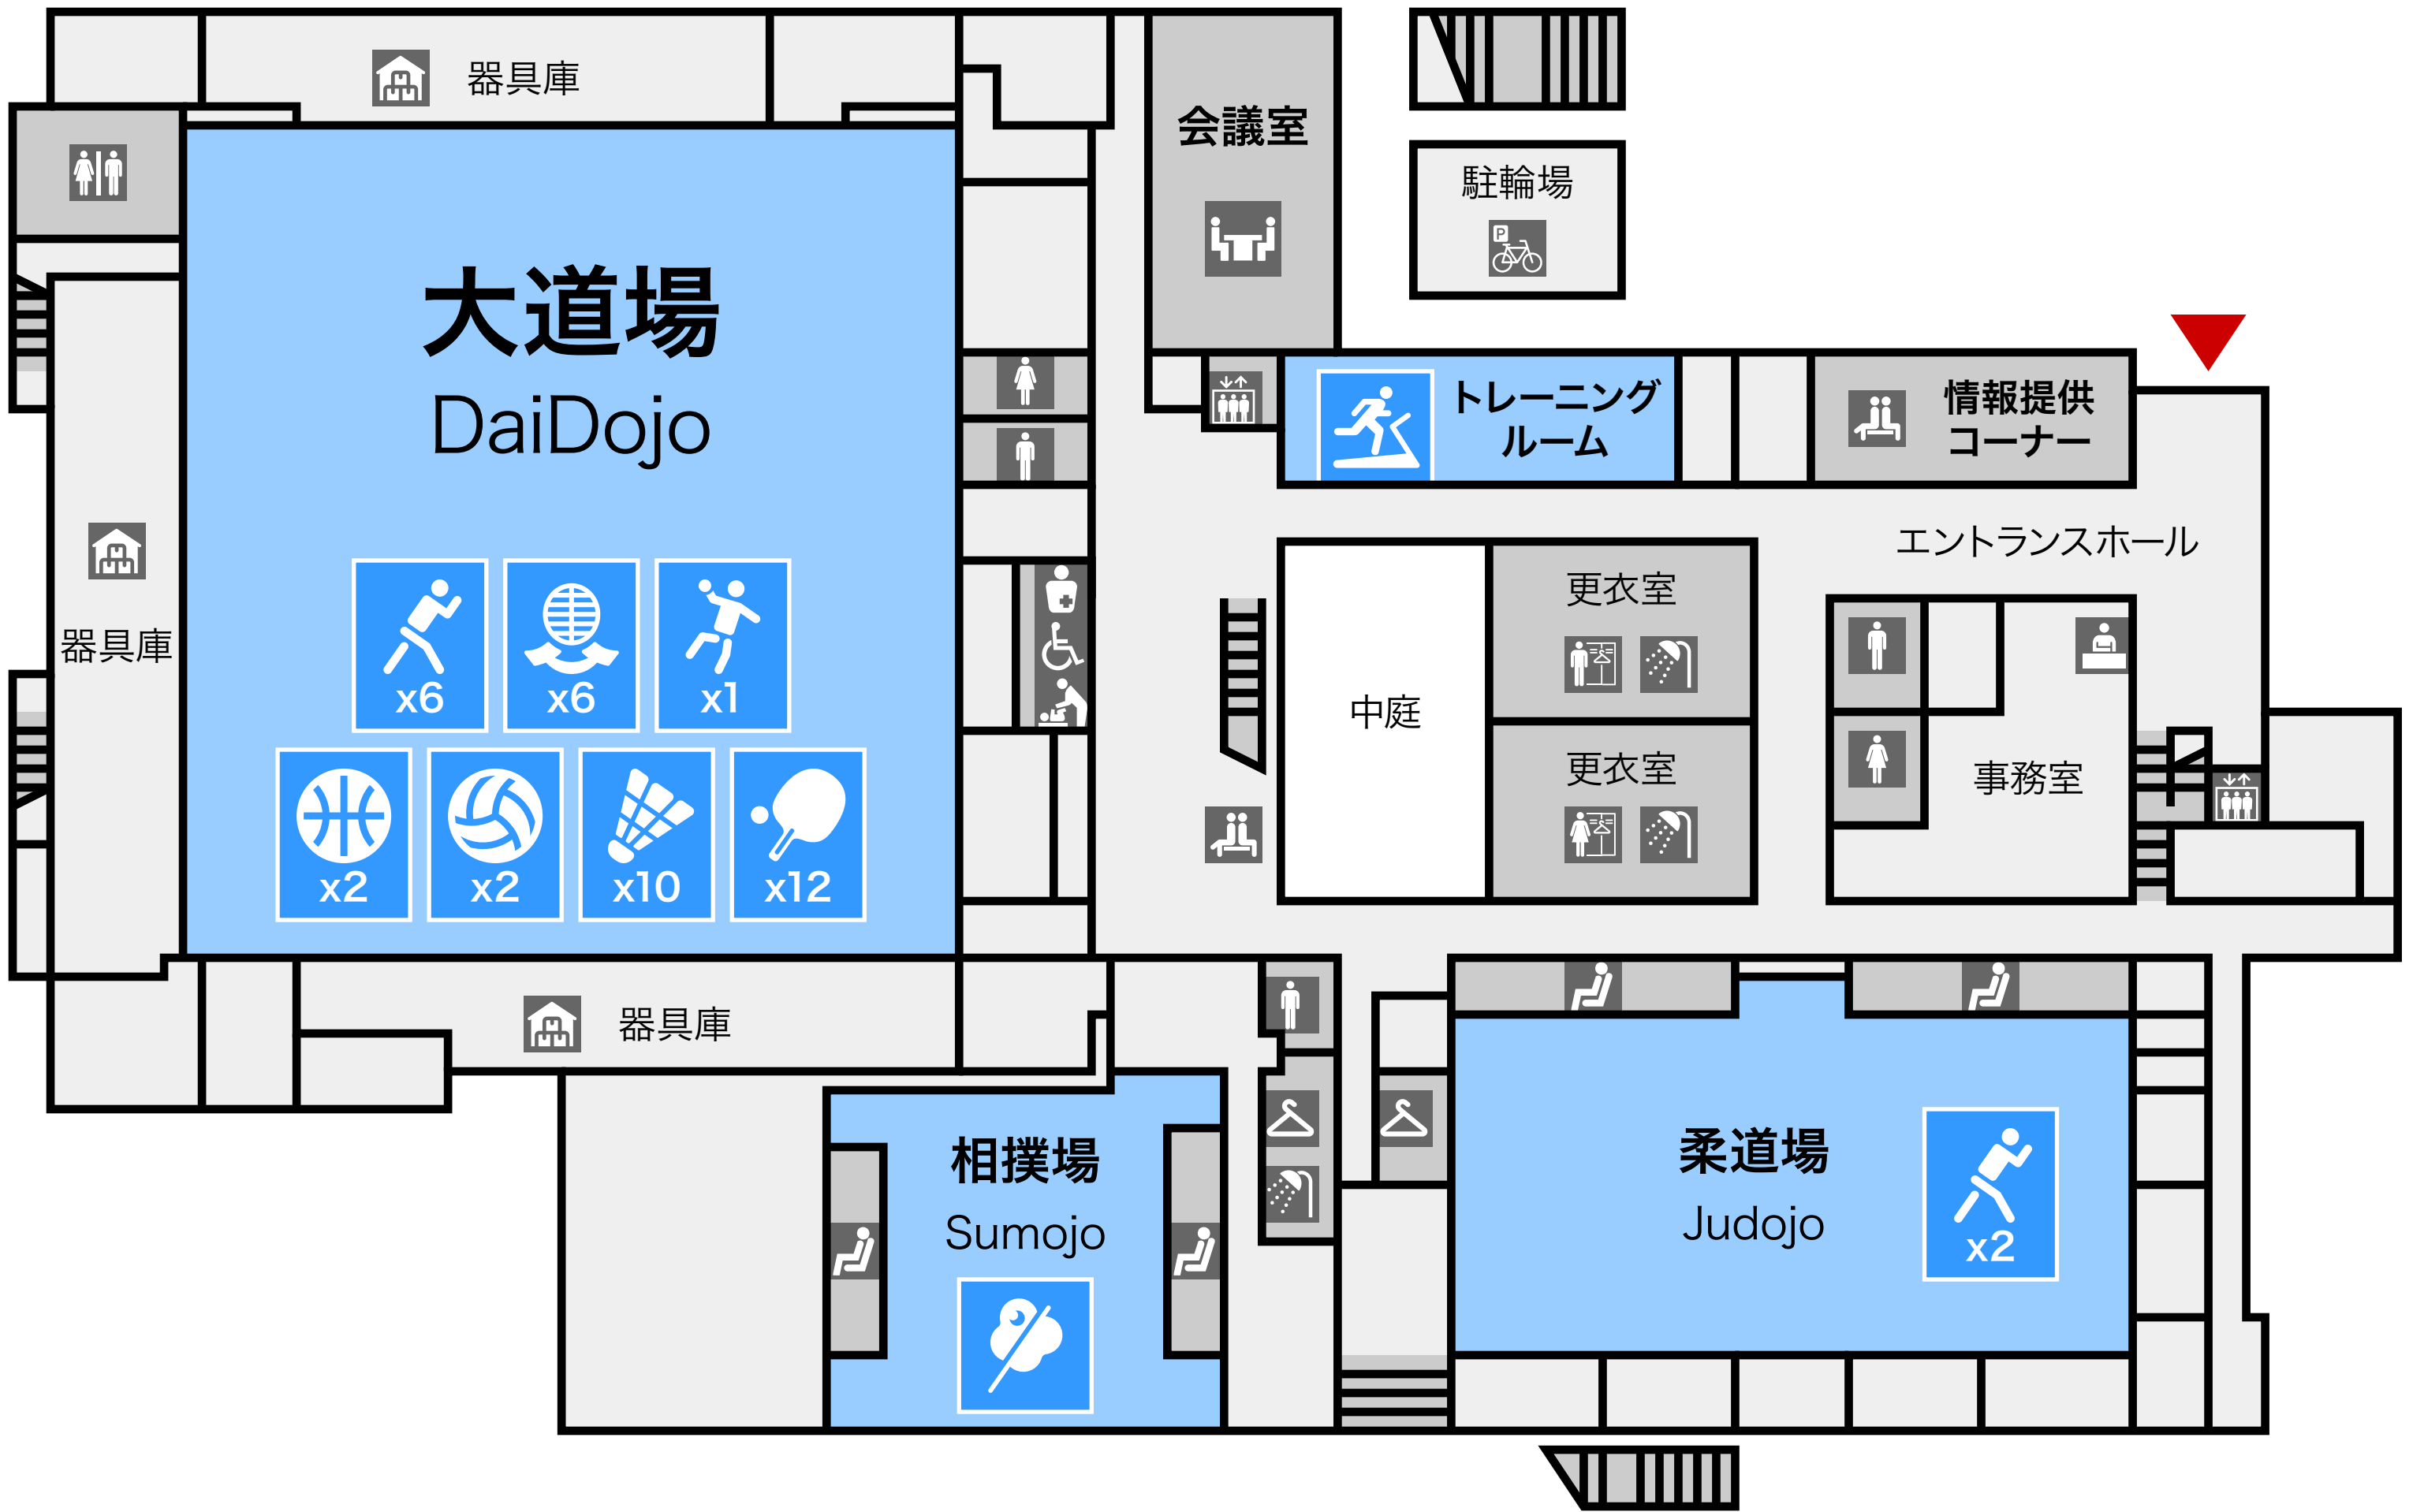 器具庫
会議室
駐輪場
大道場
DaiDojo
トレーニング
ルーム
情報提供
コーナー
エントランスホール
器具庫
x6
x6
x1
x2
x2
x10
x12
中庭
更衣室
更衣室
事務室
器具庫
相撲場
Sumojo
柔道場
Judojo
x2
P